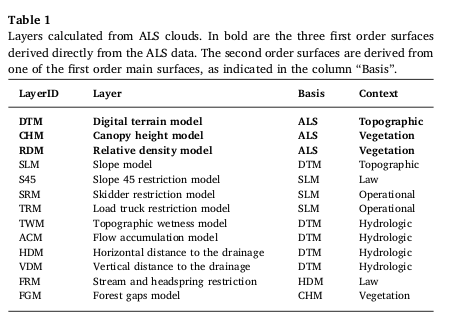 Table 1
Layers calculated from ALS clouds. In bold are the three first order surfaces
derived directly from the ALS data. The second order surfaces are derived from
one of the first order main surfaces, as indicated in the column “Basis”.
LayerID Layer Basis Context
DTM Digital terrain model ALS Topographic
CHM Canopy height model ALS Vegetation
RDM Relative density model ALS Vegetation
SLM Slope model DTM Topographic
S45 Slope 45 restriction model SLM Law
SRM Skidder restriction model SLM Operational
TRM Load truck restriction model SLM Operational
TWM Topographic wetness model DTM Hydrologic
ACM Flow accumulation model DTM Hydrologic
HDM Horizontal distance to the drainage DTM Hydrologic
VDM Vertical distance to the drainage DTM Hydrologic
FRM Stream and headspring restriction HDM Law
FGM Forest gaps model CHM Vegetation